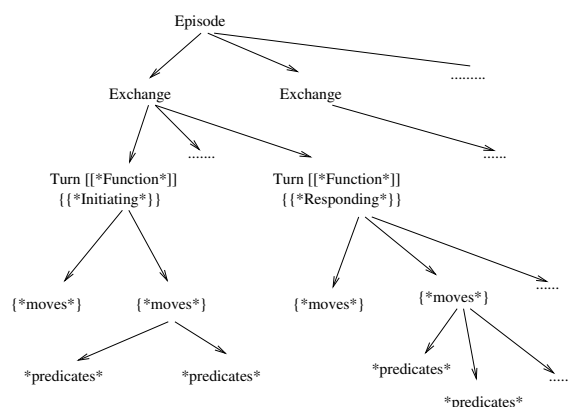 Episode
.........
Exchange
Exchange
.......
......
Turn [[*Function*]]
{{*Initiating*}}
Turn [[*Function*]]
{{*Responding*}}
......
{*moves*}
{*moves*}
{*moves*}
{*moves*}
*predicates*
*predicates*
*predicates*
.....
*predicates*